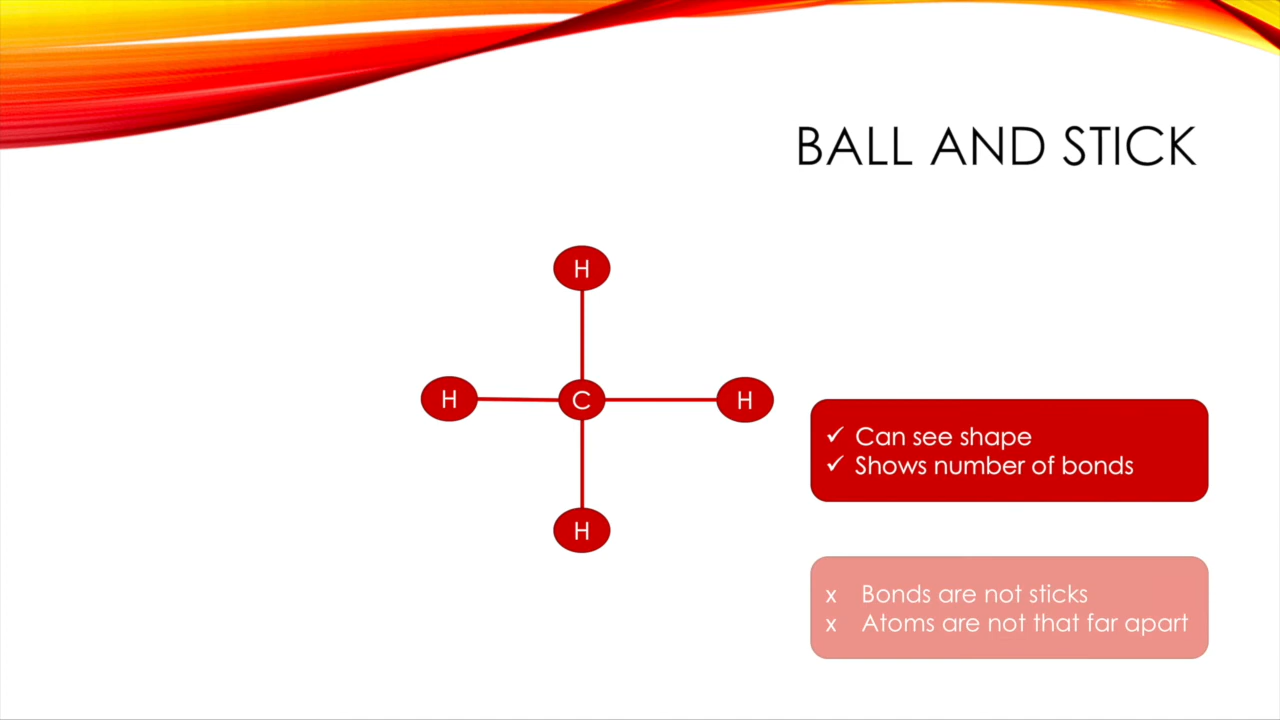 BALL AND STICK
H
H C H
H
✓ Can see shape
✓ Shows number of bonds
x Bonds are not sticks
x Atoms are not that far apart